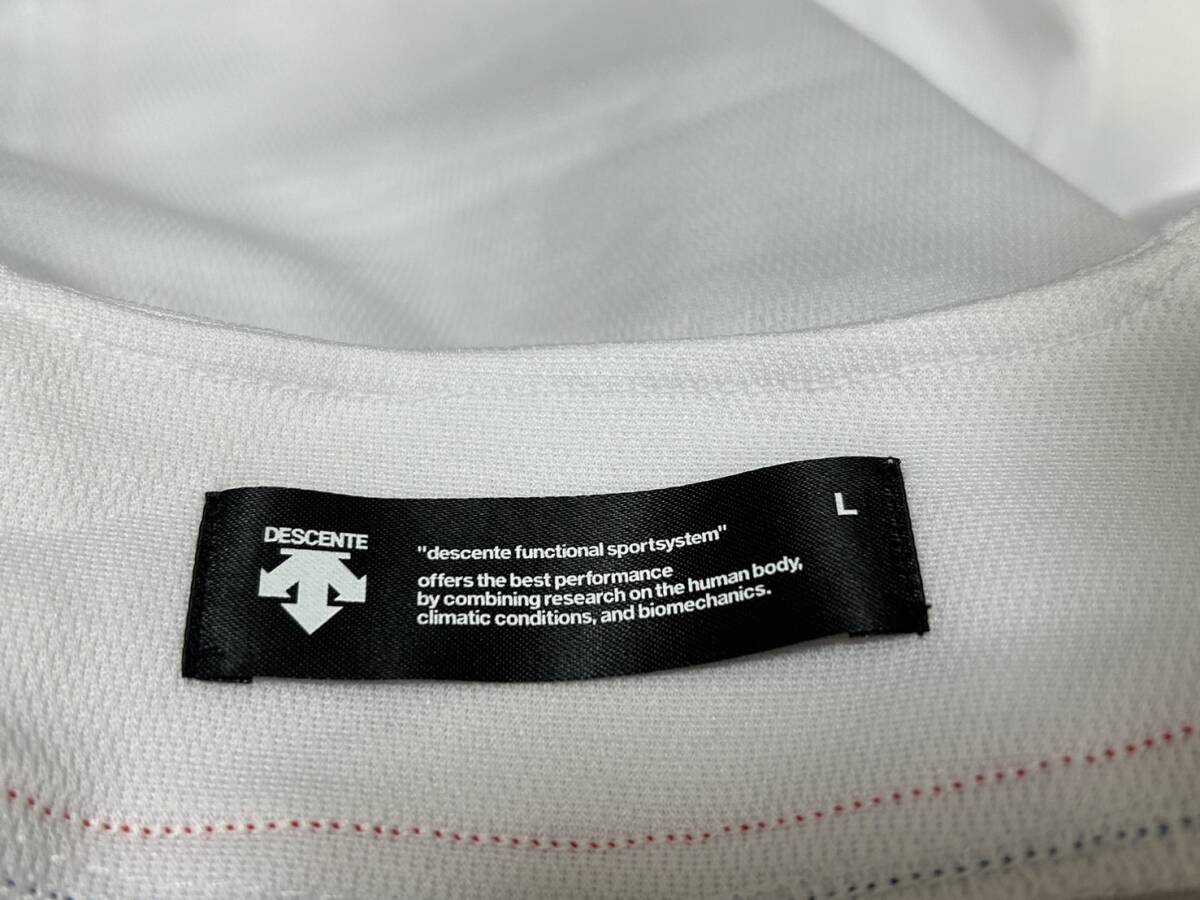 DESCENTE
L
"descente functional sportsystem"
offers the best performance
by combining research on the human body,
climatic conditions, and biomechanics.